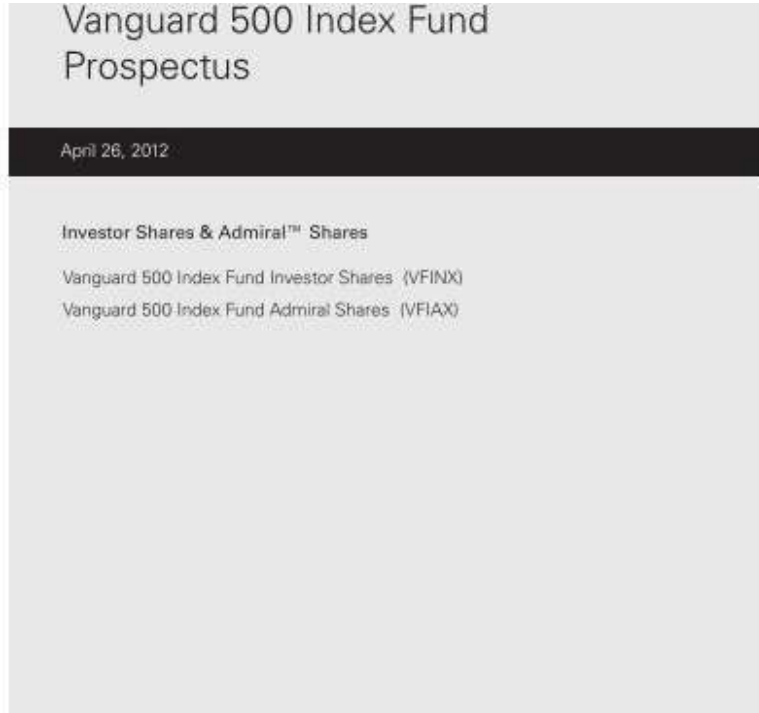 Vanguard 500 Index Fund
Prospectus
April 26, 2012
Investor Shares & Admiral™ Shares
Vanguard 500 Index Fund Investor Shares (VFINX)
Vanguard 500 Index Fund Admiral Shares (VFIAX)